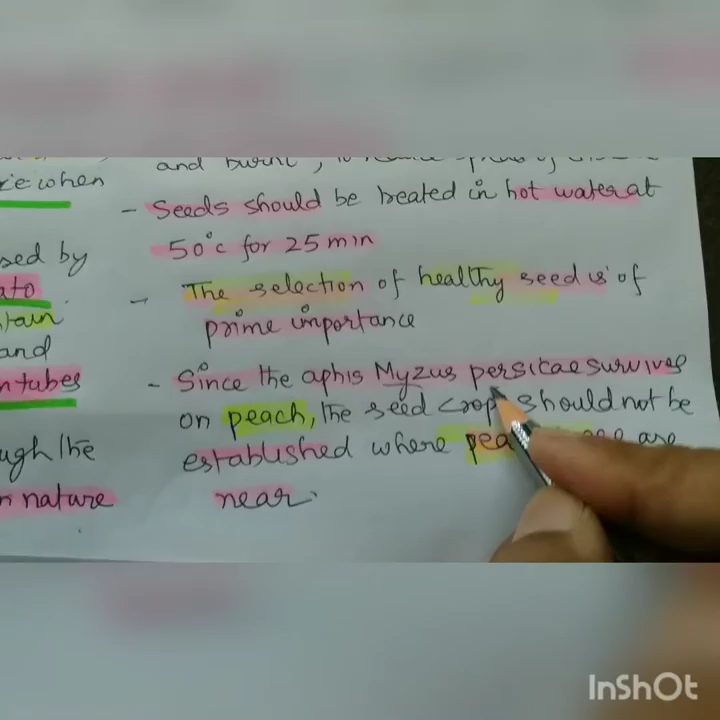 and burnt, to
ie when
- Seeds should be treated in hot water at
50°c for 25 min
sed by
ato
- The selection of healthy seed is of
tain
prime importance
and
- Since the aphis Myzus persicae survives
tubes
on peach, the seed crop should not be
established where pea are
ugh the
near.
nature
InShOt